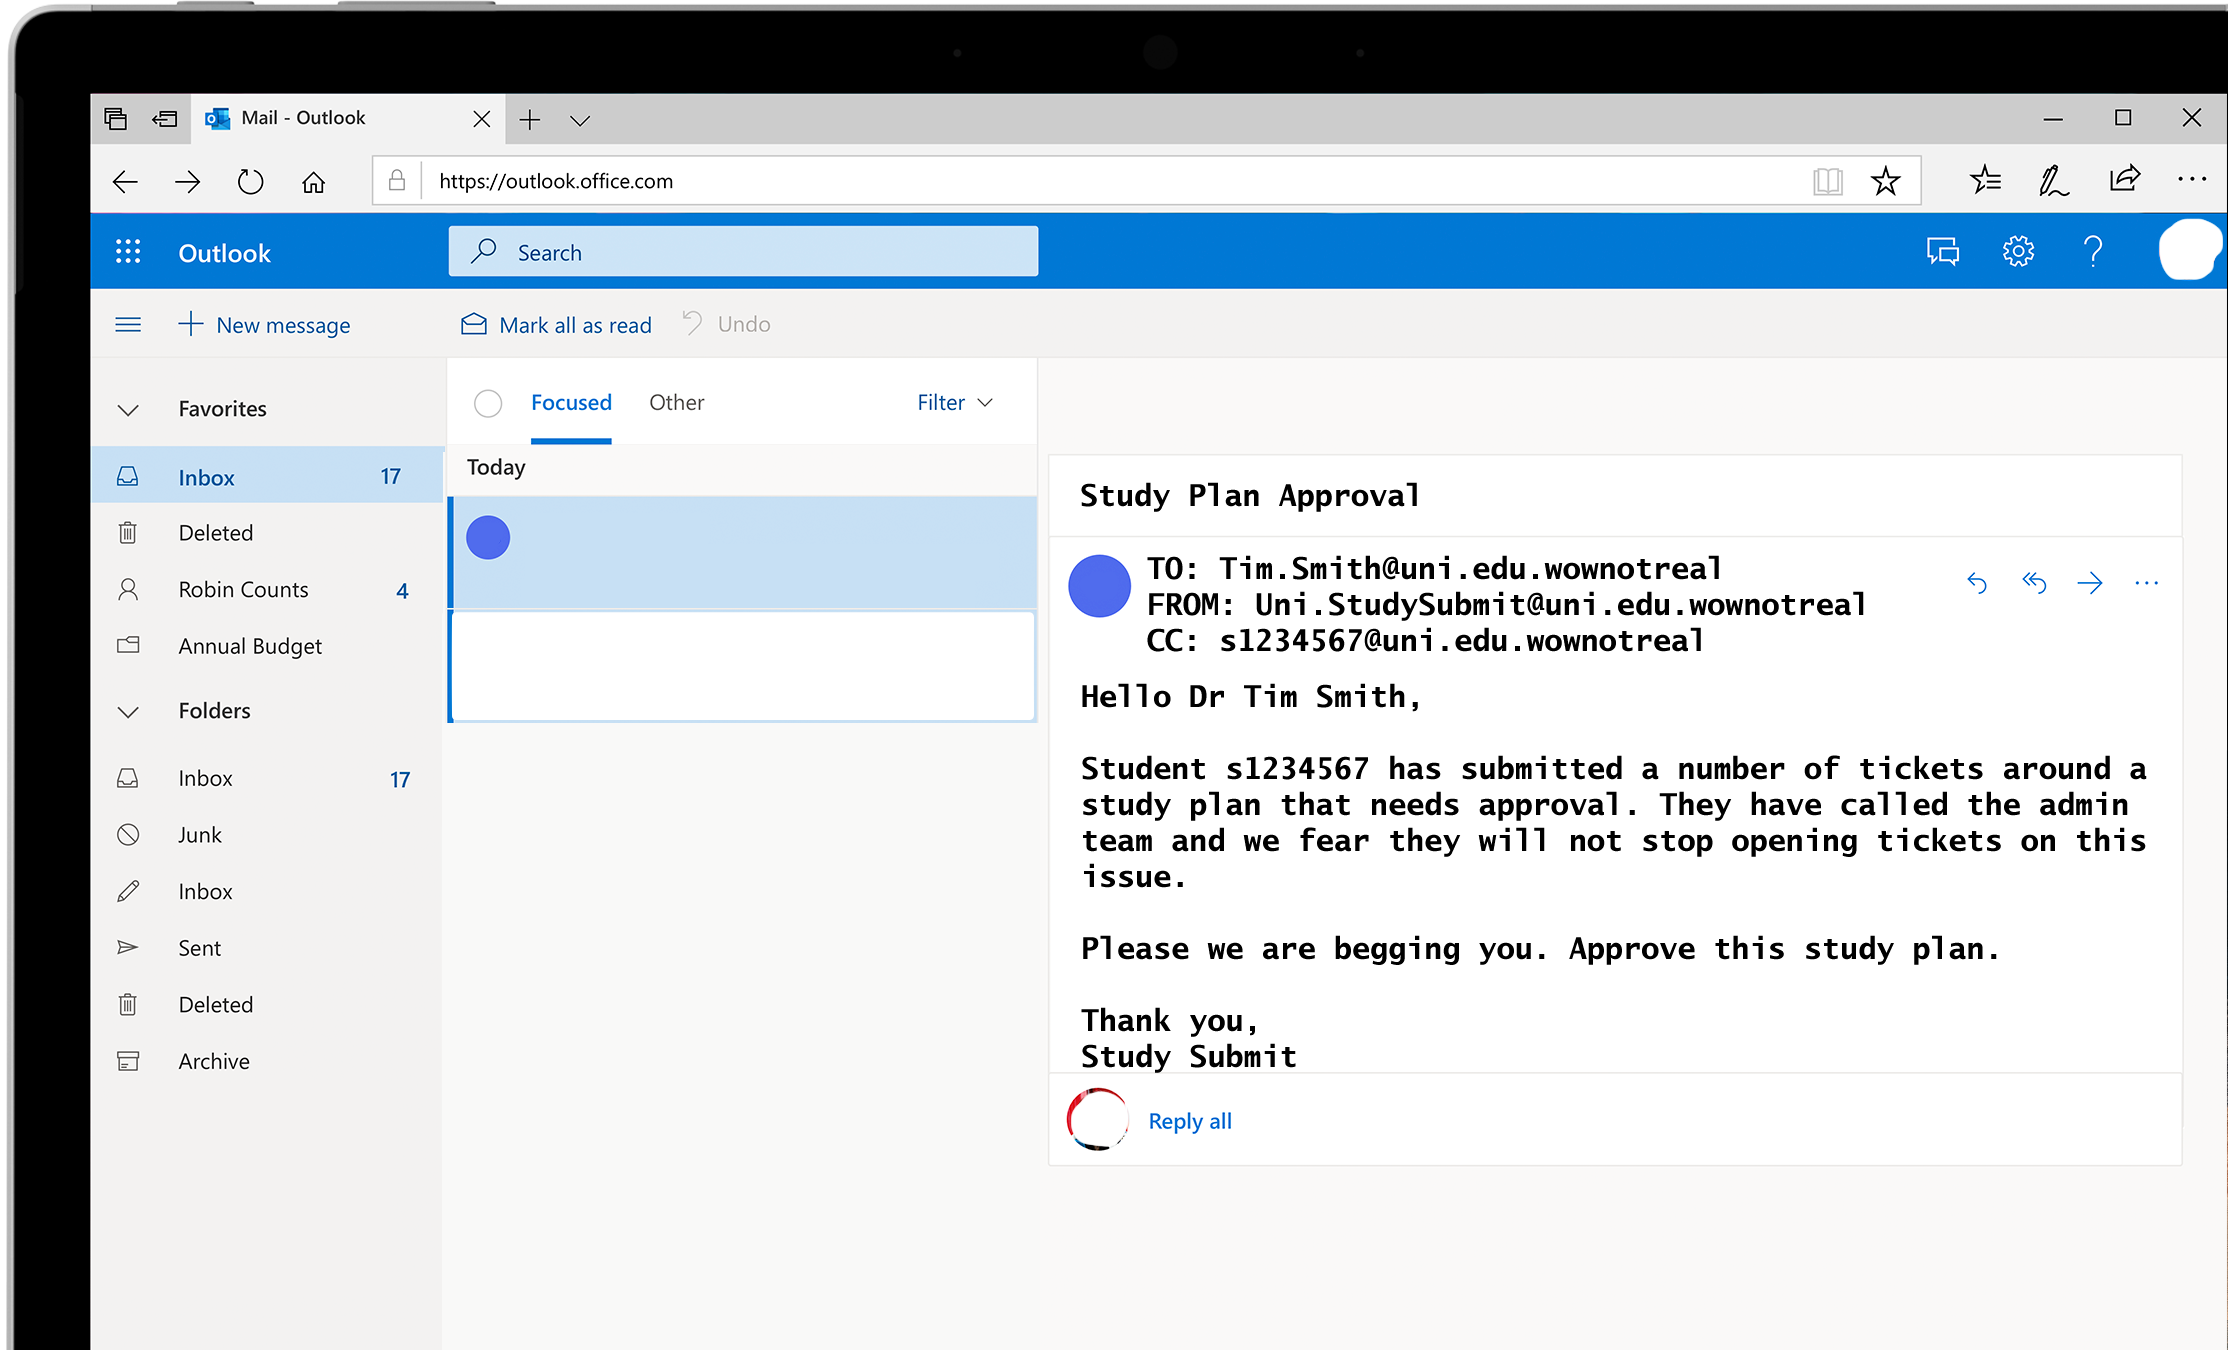 Mail - Outlook
https://outlook.office.com
Outlook
Search
New message
Mark all as read
Undo
Favorites
Inbox 17
Deleted
Robin Counts 4
Annual Budget
Folders
Inbox 17
Junk
Inbox
Sent
Deleted
Archive
Focused
Other
Filter
Today
Study Plan Approval
TO: Tim.Smith@uni.edu.wownotreal
FROM: Uni.StudySubmit@uni.edu.wownotreal
CC: s1234567@uni.edu.wownotreal
Hello Dr Tim Smith,
Student s1234567 has submitted a number of tickets around a
study plan that needs approval. They have called the admin
team and we fear they will not stop opening tickets on this
issue.
Please we are begging you. Approve this study plan.
Thank you,
Study Submit
Reply all